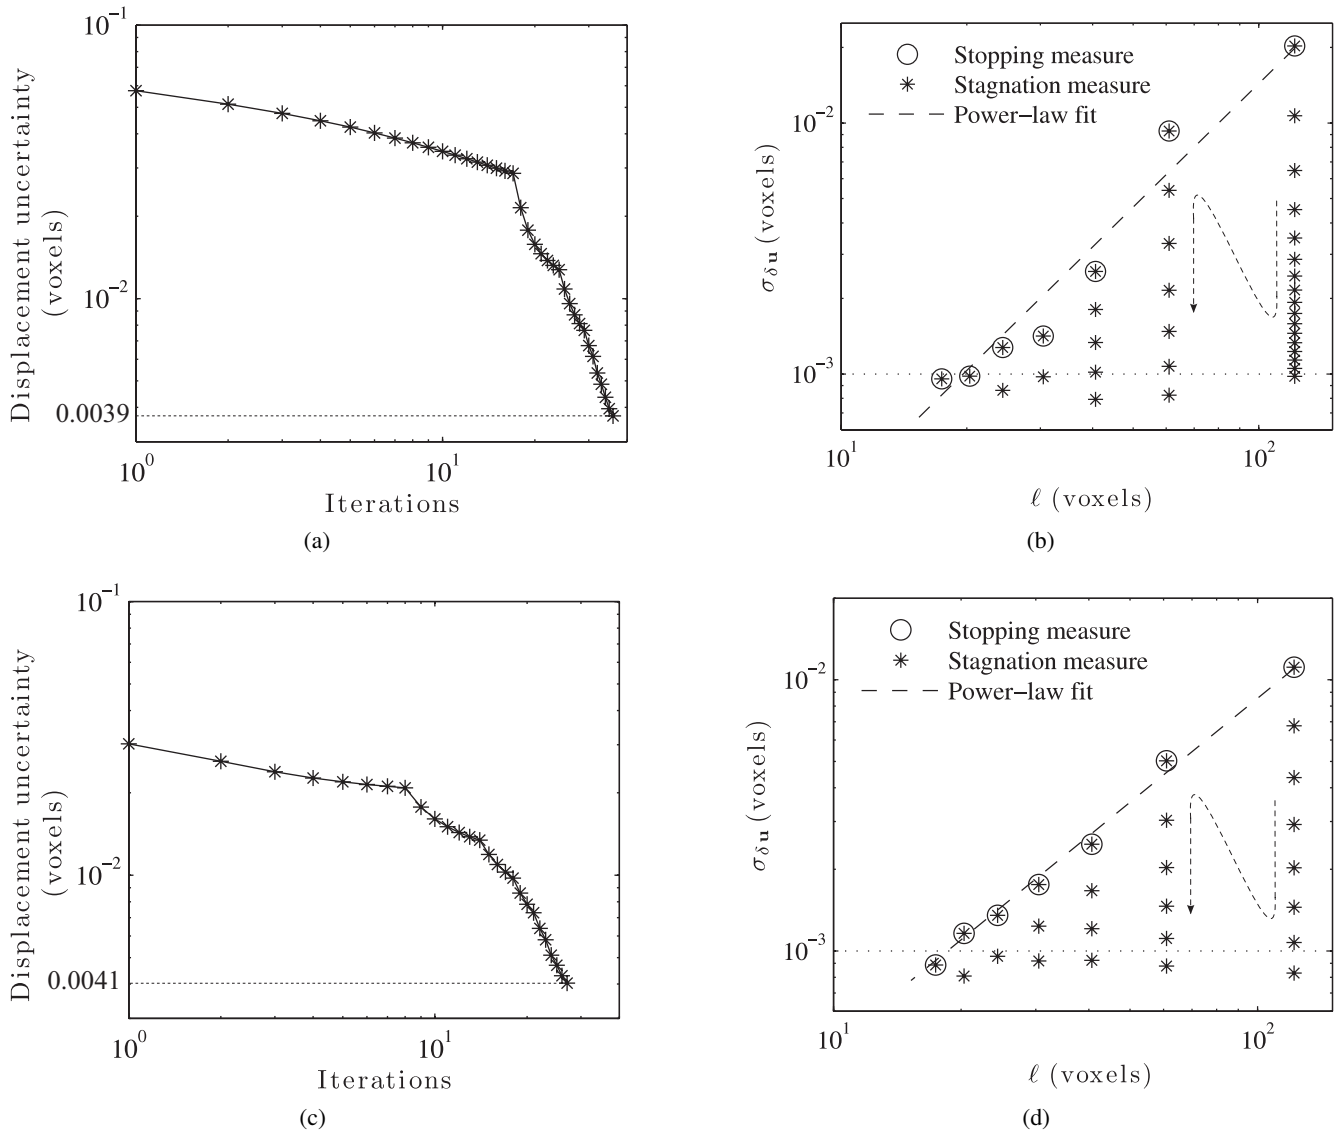 10^-1
10^-2
0.0039
10^0
10^1
Displacement uncertainty
(voxels)
Iterations
(a)
Stopping measure
Stagnation measure
Power-law fit
10^-2
10^-3
10^1
10^2
σ_δu (voxels)
ℓ (voxels)
(b)
10^-1
10^-2
0.0041
10^0
10^1
Displacement uncertainty
(voxels)
Iterations
(c)
Stopping measure
Stagnation measure
Power-law fit
10^-2
10^-3
10^1
10^2
σ_δu (voxels)
ℓ (voxels)
(d)